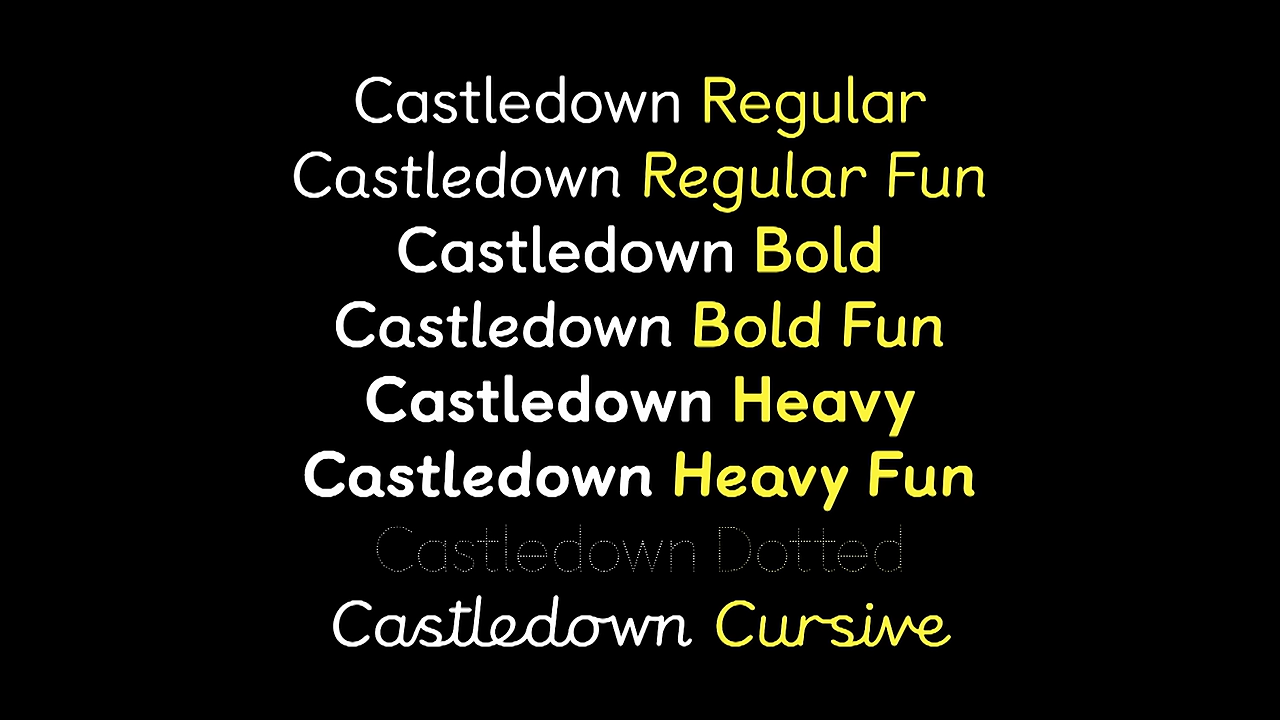 Castledown Regular
Castledown Regular Fun
Castledown Bold
Castledown Bold Fun
Castledown Heavy
Castledown Heavy Fun
Castledown Dotted
Castledown Cursive